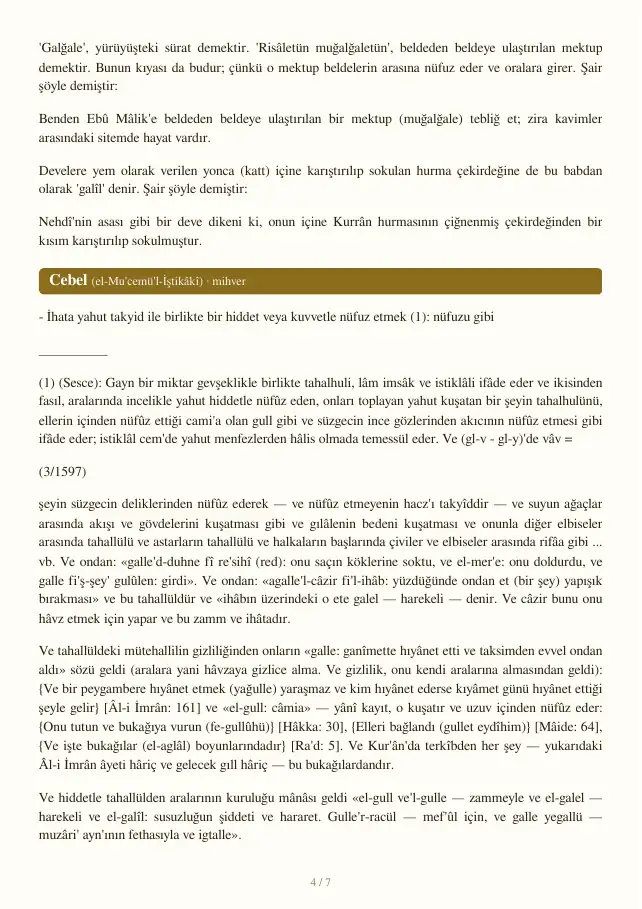 'Galğale', yürüyüşteki sürat demektir. 'Risâletün muğalğaletün', beldeden beldeye ulaştırılan mektup
demektir. Bunun kıyası da budur; çünkü o mektup beldelerin arasına nüfuz eder ve oralara girer. Şair
şöyle demiştir:
Benden Ebû Mâlik'e beldeden beldeye ulaştırılan bir mektup (muğalğale) tebliğ et; zira kavimler
arasındaki sitemde hayat vardır.
Develere yem olarak verilen yonca (katt) içine karıştırılıp sokulan hurma çekirdeğine de bu babdan
olarak 'galîl' denir. Şair şöyle demiştir:
Nehdî'nin asası gibi bir deve dikeni ki, onun içine Kurrân hurmasının çiğnenmiş çekirdeğinden bir
kısım karıştırılıp sokulmuştur.
Cebel (el-Mu'cemü'l-İştikâkî) · mihver
- İhata yahut takyid ile birlikte bir hiddet veya kuvvetle nüfuz etmek (1): nüfuzu gibi
__________
(1) (Sesce): Gayn bir miktar gevşeklikle birlikte tahalhuli, lâm imsâk ve istiklâli ifâde eder ve ikisinden
fasıl, aralarında incelikle yahut hiddetle nüfûz eden, onları toplayan yahut kuşatan bir şeyin tahalhulünü,
ellerin içinden nüfûz ettiği cami'a olan gull gibi ve süzgecin ince gözlerinden akıcının nüfûz etmesi gibi
ifâde eder; istiklâl cem'de yahut menfezlerden hâlis olmada temessül eder. Ve (gl-v - gl-y)'de vâv =
(3/1597)
şeyin süzgecin deliklerinden nüfûz ederek — ve nüfûz etmeyenin hacz'ı takyîddir — ve suyun ağaçlar
arasında akışı ve gövdelerini kuşatması gibi ve gılâlenin bedeni kuşatması ve onunla diğer elbiseler
arasında tahallülü ve astarların tahallülü ve halkaların başlarında çiviler ve elbiseler arasında rifâa gibi ...
vb. Ve ondan: «galle'd-duhne fî re'sihî (red): onu saçın köklerine soktu, ve el-mer'e: onu doldurdu, ve
galle fi'ş-şey' gulûlen: girdi». Ve ondan: «agalle'l-câzir fi'l-ihâb: yüzdüğünde ondan et (bir şey) yapışık
bırakması» ve bu tahallüldür ve «ihâbın üzerindeki o ete galel — harekeli — denir. Ve câzir bunu onu
hâvz etmek için yapar ve bu zamm ve ihâtadır.
Ve tahallüldeki mütehallilin gizliliğinden onların «galle: ganîmette hıyânet etti ve taksimden evvel ondan
aldı» sözü geldi (aralara yani hâvzaya gizlice alma. Ve gizlilik, onu kendi aralarına almasından geldi):
{Ve bir peygambere hıyânet etmek (yağulle) yaraşmaz ve kim hıyânet ederse kıyâmet günü hıyânet ettiği
şeyle gelir} [Âl-i İmrân: 161] ve «el-gull: câmia» — yânî kayıt, o kuşatır ve uzuv içinden nüfûz eder:
{Onu tutun ve bukağıya vurun (fe-gullûhü)} [Hâkka: 30], {Elleri bağlandı (gullet eydîhim)} [Mâide: 64],
{Ve işte bukağılar (el-aglâl) boyunlarındadır} [Ra'd: 5]. Ve Kur'ân'da terkîbden her şey — yukarıdaki
Âl-i İmrân âyeti hâriç ve gelecek gıll hâriç — bu bukağılardandır.
Ve hiddetle tahallülden aralarının kuruluğu mânâsı geldi «el-gull ve'l-gulle — zammeyle ve el-galel —
harekeli ve el-galîl: susuzluğun şiddeti ve hararet. Gulle'r-racül — mef'ûl için, ve galle yegallü —
muzâri' ayn'ının fethasıyla ve igtalle».
4 / 7